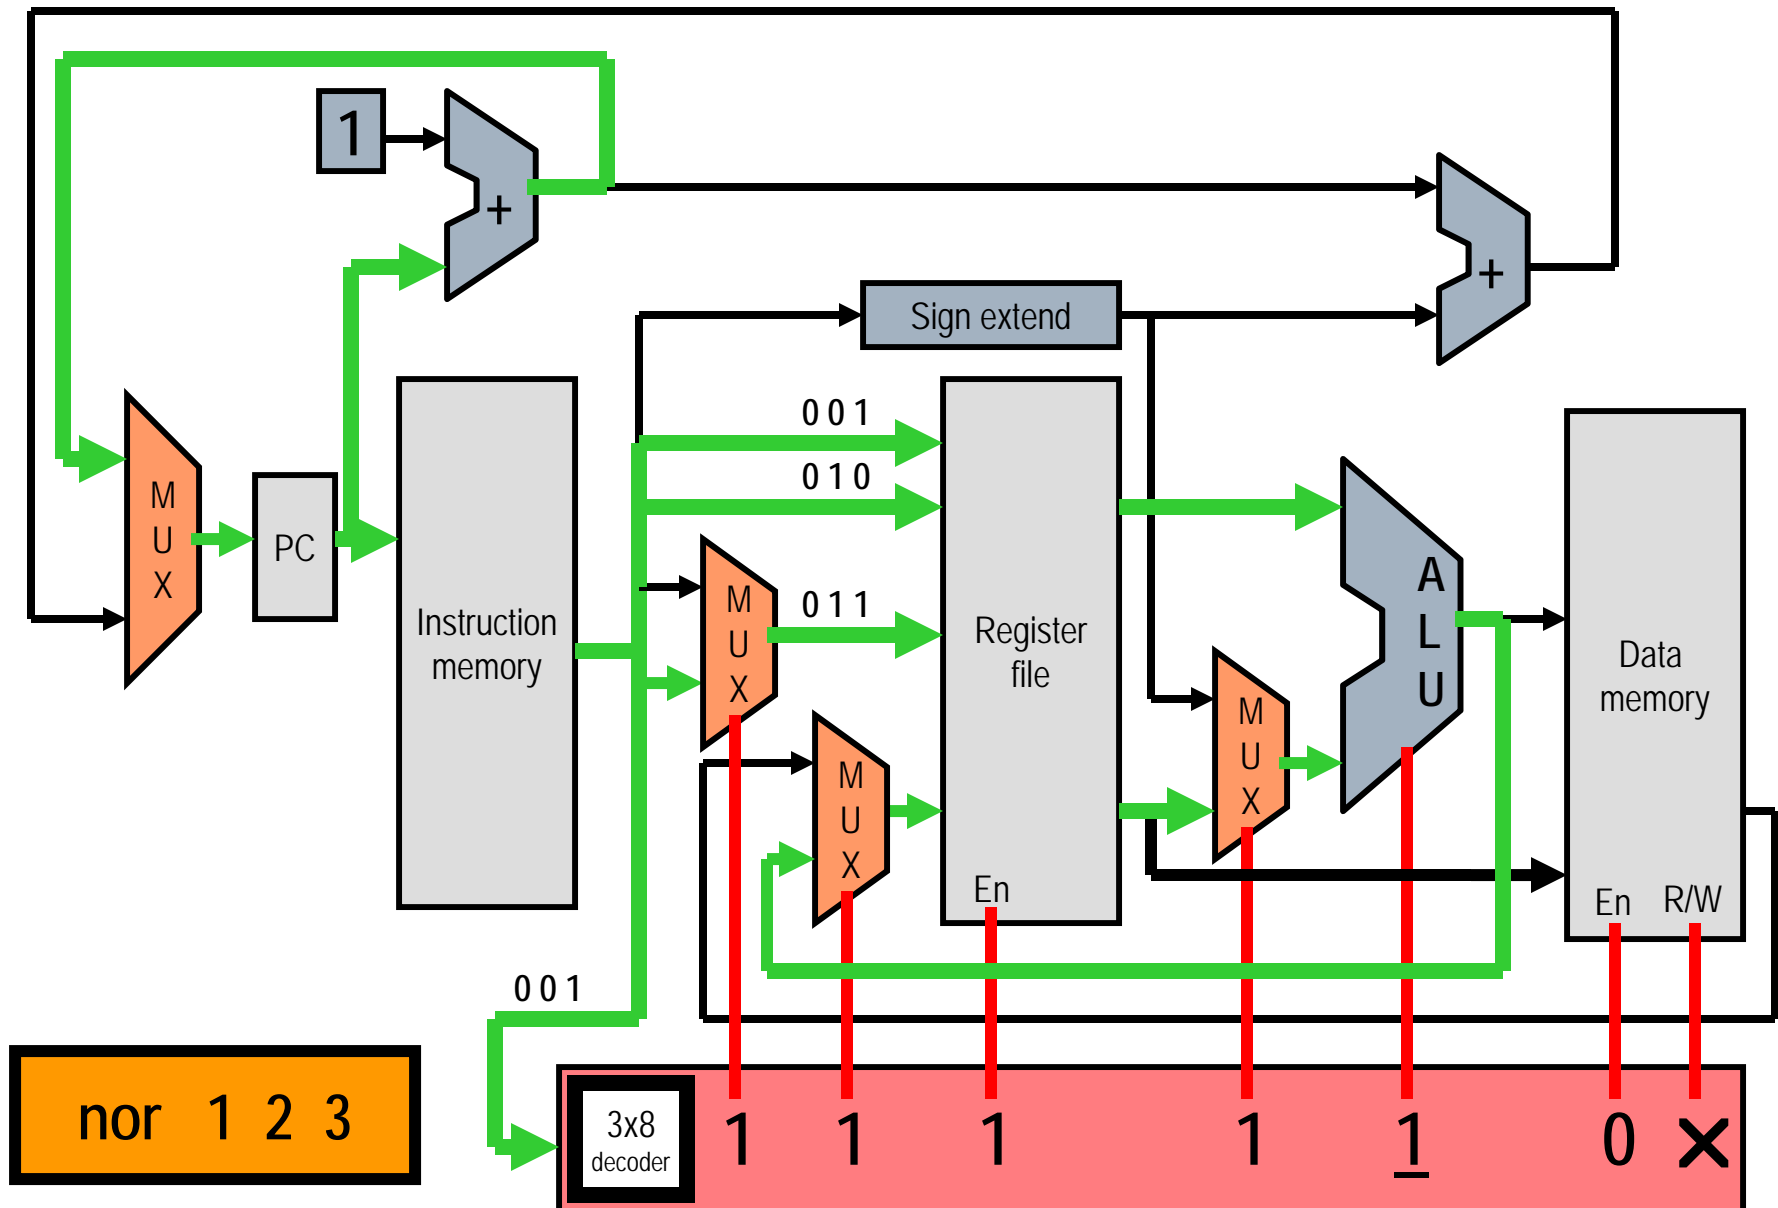 1
+
+
Sign extend
0 0 1
0 1 0
M
U
X
PC
Instruction
memory
M
U
X
0 1 1
Register
file
A
L
U
Data
memory
M
U
X
M
U
X
En
En
R/W
0 0 1
nor 1 2 3
3x8
decoder
1 1 1 1 1 0 X